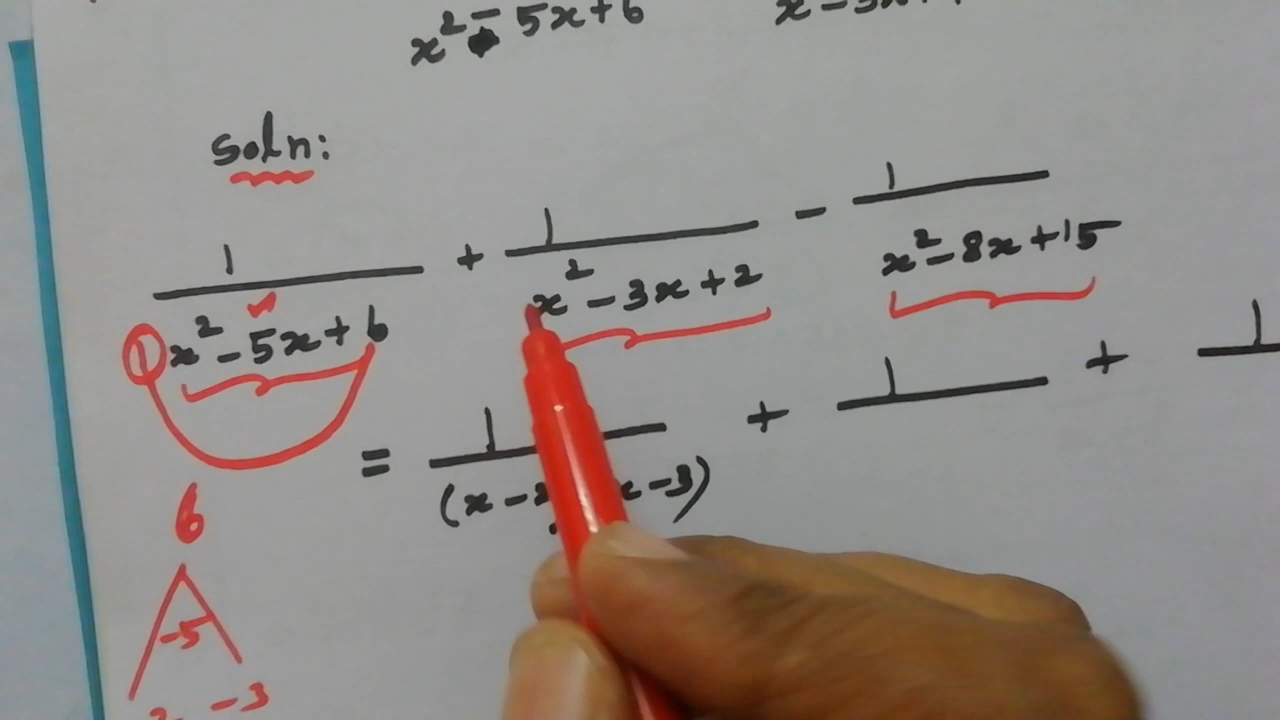 x² - 5x + 6
soln:
1 + 1 - 1
① x² - 5x + 6 x² - 3x + 2 x² - 8x + 15
= 1 + 1 + 1
(x - x - 3)
6
-5
-3